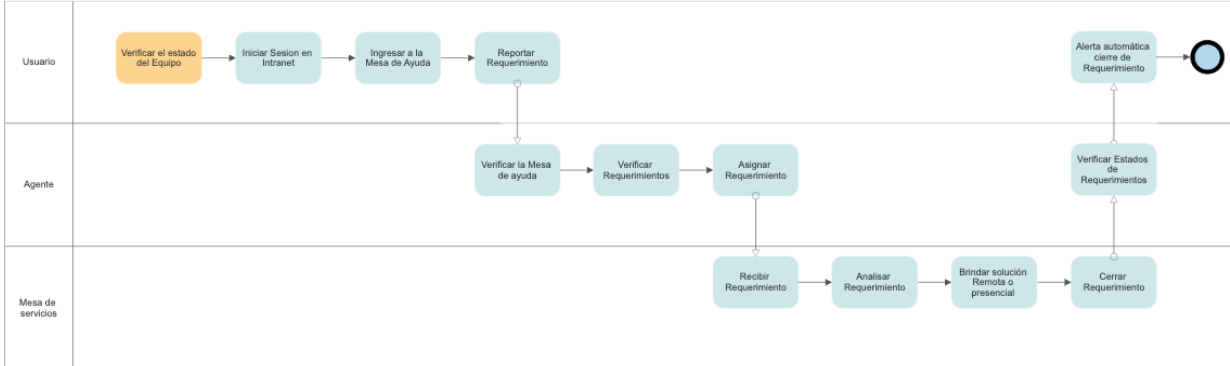 Usuario
Verificar el estado
del Equipo
Iniciar Sesion en
Intranet
Ingresar a la
Mesa de Ayuda
Reportar
Requerimiento
Alerta automática
cierre de
Requerimiento
Agente
Verificar la Mesa
de ayuda
Verificar
Requerimientos
Asignar
Requerimiento
Verificar Estados
de
Requerimientos
Mesa de
servicios
Recibir
Requerimiento
Analisar
Requerimiento
Brindar solución
Remota o
presencial
Cerrar
Requerimiento